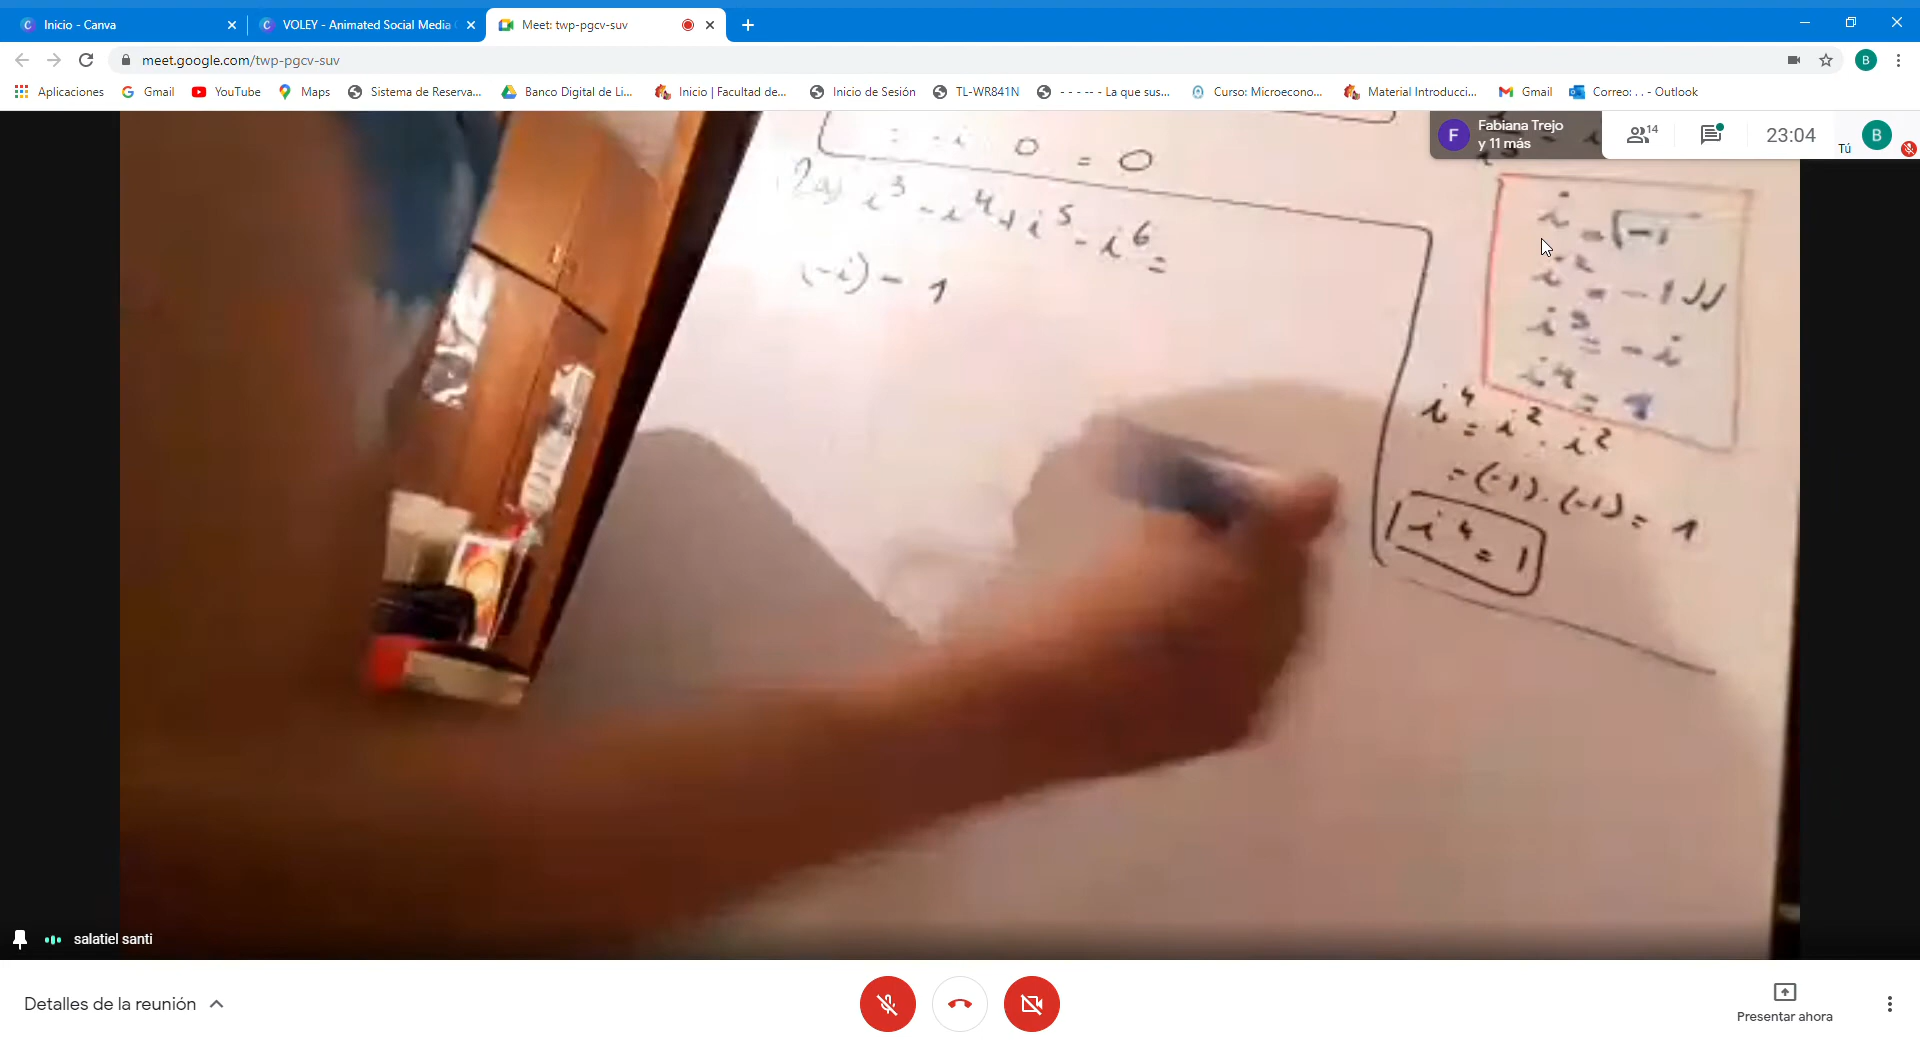 Inicio - Canva
VOLEY - Animated Social Media
Meet: twp-pgcv-suv
meet.google.com/twp-pgcv-suv
B
Aplicaciones
Gmail
YouTube
Maps
Sistema de Reserva...
Banco Digital de Li...
Inicio | Facultad de...
Inicio de Sesión
TL-WR841N
- - - -- - La que sus...
Curso: Microecono...
Material Introducci...
Gmail
Correo: . . - Outlook
F
Fabiana Trejo
y 11 más
14
23:04
Tú
B
= -i 0 = 0
2a) i³ - i⁴ + i⁵ - i⁶ =
(-i) - 1
i = √-1
i² = -1 //
i³ = -i
i⁴ = 1
i⁴ = i² . i²
= (-1) . (-1) = 1
i⁴ = 1
salatiel santi
Detalles de la reunión
Presentar ahora